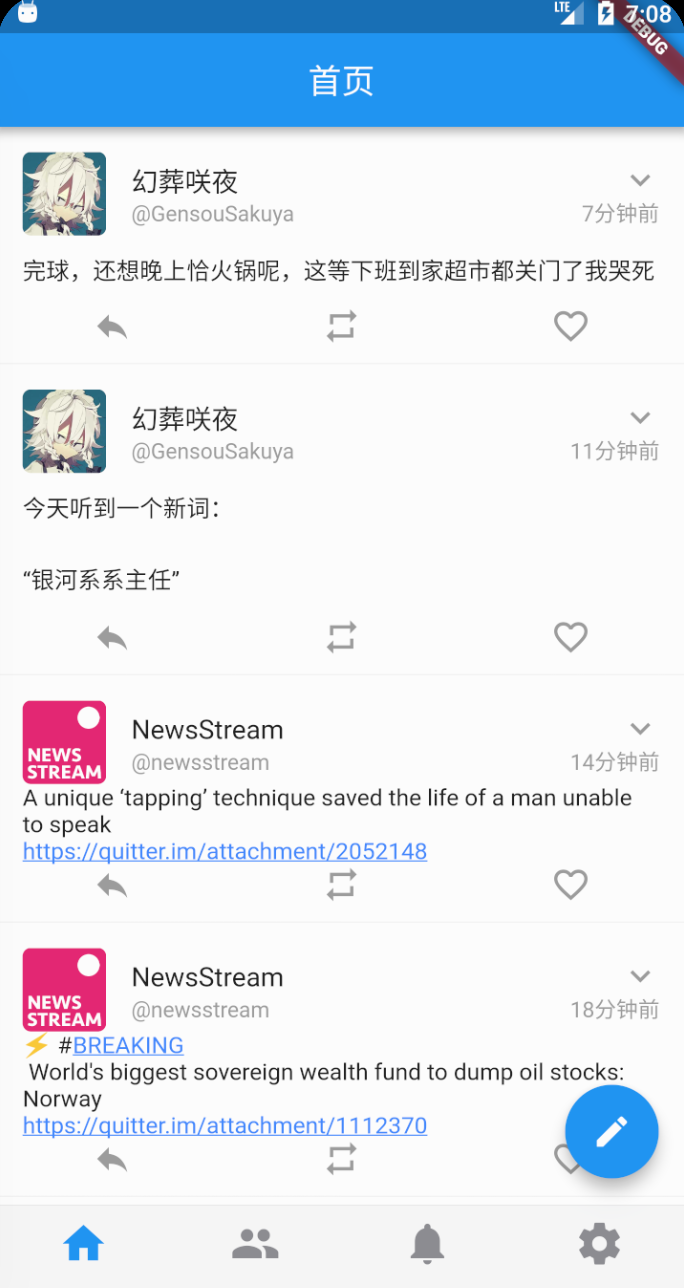 LTE 7:08
DEBUG
首页
幻葬咲夜
@GensouSakuya 7分钟前
完球，还想晚上恰火锅呢，这等下班到家超市都关门了我哭死
幻葬咲夜
@GensouSakuya 11分钟前
今天听到一个新词：
“银河系系主任”
NEWS
STREAM
NewsStream
@newsstream 14分钟前
A unique ‘tapping’ technique saved the life of a man unable
to speak
https://quitter.im/attachment/2052148
NEWS
STREAM
NewsStream
@newsstream 18分钟前
⚡ #BREAKING
World's biggest sovereign wealth fund to dump oil stocks:
Norway
https://quitter.im/attachment/1112370